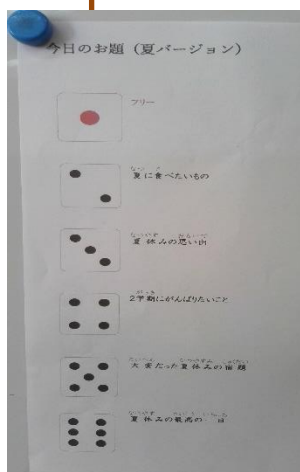 今日のお題（夏バージョン）
フリー
夏に食べたいもの
夏休みの思い出
2学期にがんばりたいこと
大変だった夏休みの宿題
夏休みの最高の一日